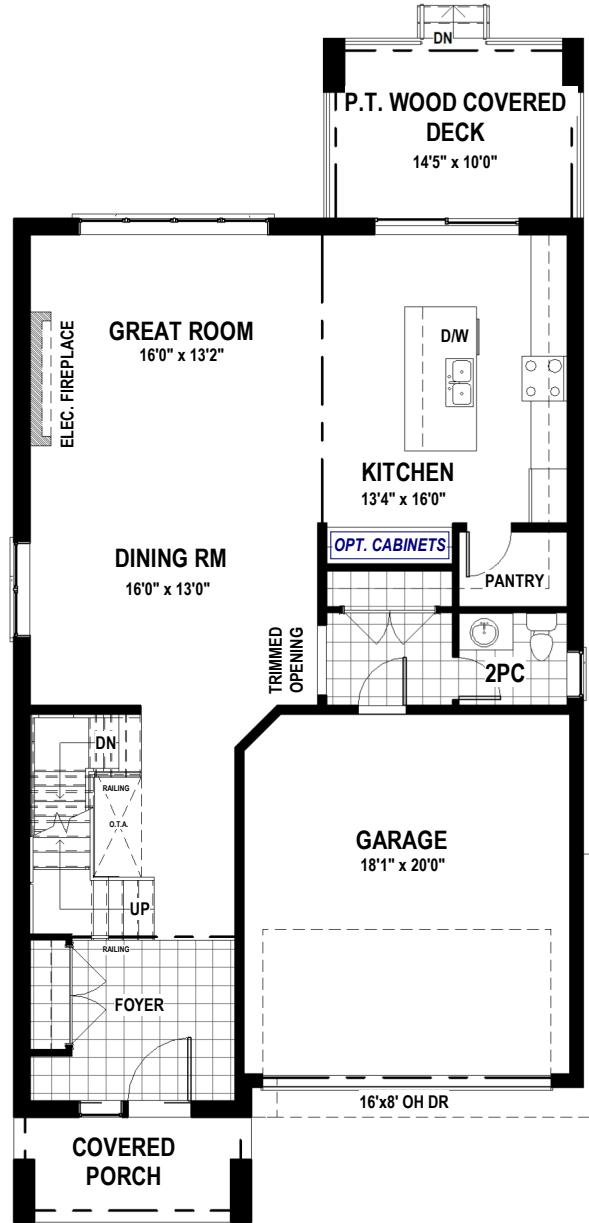 DN
P.T. WOOD COVERED
DECK
14'5" x 10'0"
GREAT ROOM
16'0" x 13'2"
ELEC. FIREPLACE
D/W
KITCHEN
13'4" x 16'0"
OPT. CABINETS
DINING RM
16'0" x 13'0"
PANTRY
TRIMMED
OPENING
2PC
DN
RAILING
O.T.A.
UP
RAILING
GARAGE
18'1" x 20'0"
FOYER
16'x8' OH DR
COVERED
PORCH